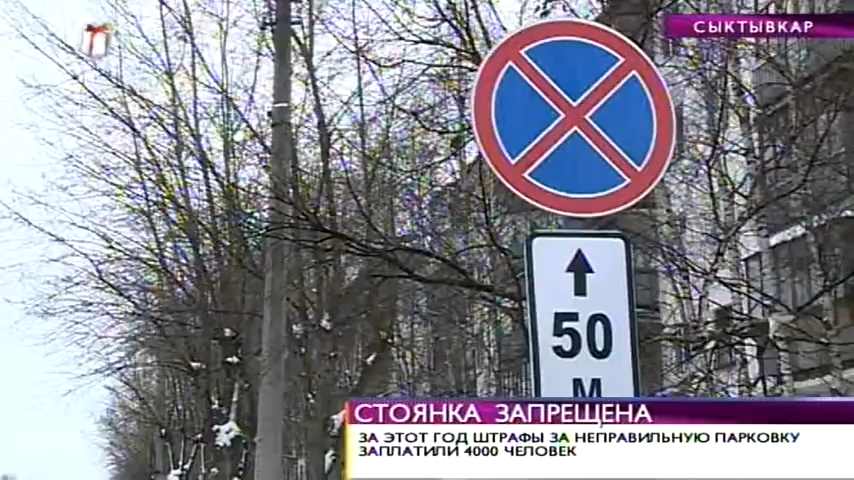 СЫКТЫВКАР
50
М
СТОЯНКА ЗАПРЕЩЕНА
ЗА ЭТОТ ГОД ШТРАФЫ ЗА НЕПРАВИЛЬНУЮ ПАРКОВКУ
ЗАПЛАТИЛИ 4000 ЧЕЛОВЕК